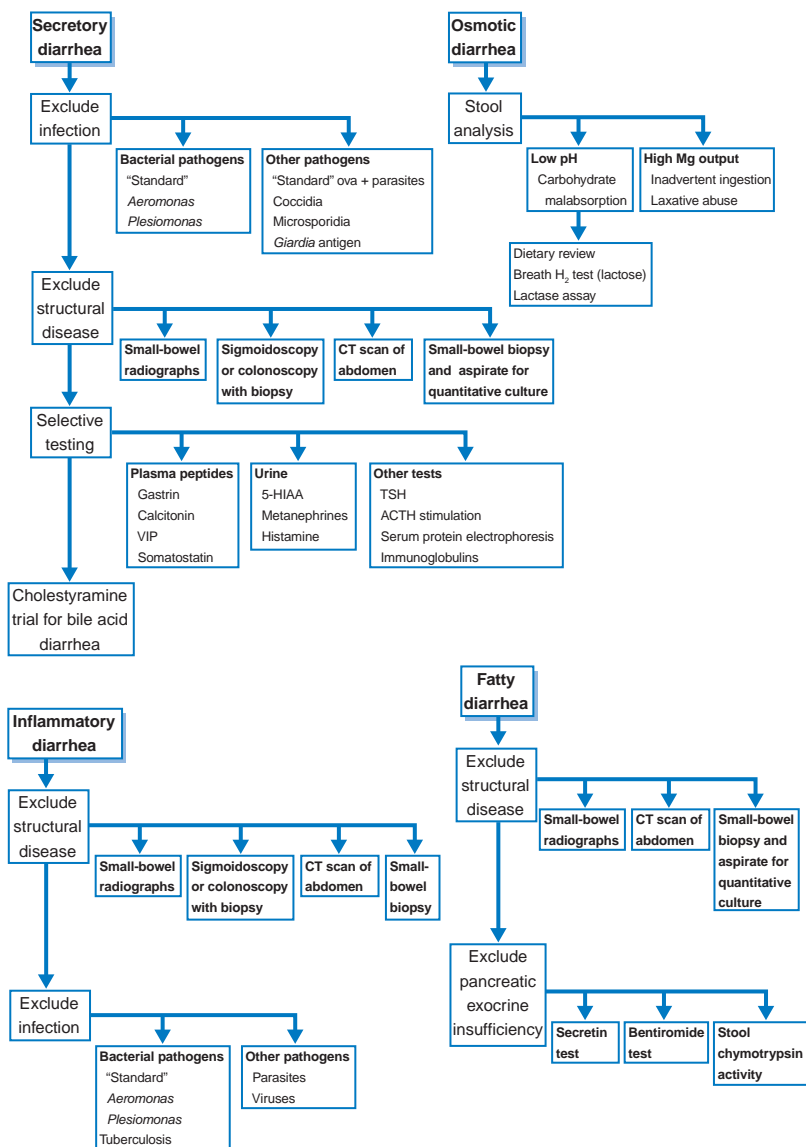 Secretory
diarrhea
Exclude
infection
Bacterial pathogens
“Standard”
Aeromonas
Plesiomonas
Other pathogens
“Standard” ova + parasites
Coccidia
Microsporidia
Giardia antigen
Exclude
structural
disease
Small-bowel
radiographs
Sigmoidoscopy
or colonoscopy
with biopsy
CT scan of
abdomen
Small-bowel biopsy
and aspirate for
quantitative culture
Selective
testing
Plasma peptides
Gastrin
Calcitonin
VIP
Somatostatin
Urine
5-HIAA
Metanephrines
Histamine
Other tests
TSH
ACTH stimulation
Serum protein electrophoresis
Immunoglobulins
Cholestyramine
trial for bile acid
diarrhea
Osmotic
diarrhea
Stool
analysis
Low pH
Carbohydrate
malabsorption
High Mg output
Inadvertent ingestion
Laxative abuse
Dietary review
Breath H₂ test (lactose)
Lactase assay
Inflammatory
diarrhea
Exclude
structural
disease
Small-bowel
radiographs
Sigmoidoscopy
or colonoscopy
with biopsy
CT scan of
abdomen
Small-
bowel
biopsy
Exclude
infection
Bacterial pathogens
“Standard”
Aeromonas
Plesiomonas
Tuberculosis
Other pathogens
Parasites
Viruses
Fatty
diarrhea
Exclude
structural
disease
Small-bowel
radiographs
CT scan of
abdomen
Small-bowel
biopsy and
aspirate for
quantitative
culture
Exclude
pancreatic
exocrine
insufficiency
Secretin
test
Bentiromide
test
Stool
chymotrypsin
activity